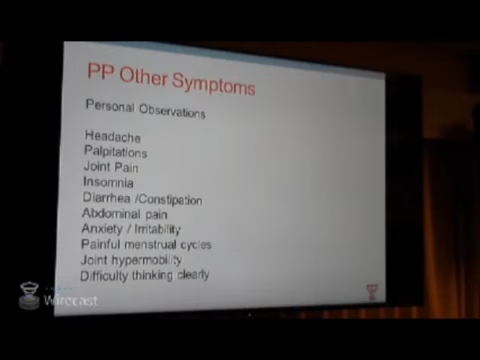 PP Other Symptoms
Personal Observations
Headache
Palpitations
Joint Pain
Insomnia
Diarrhea /Constipation
Abdominal pain
Anxiety / Irritability
Painful menstrual cycles
Joint hypermobility
Difficulty thinking clearly
Wirecast